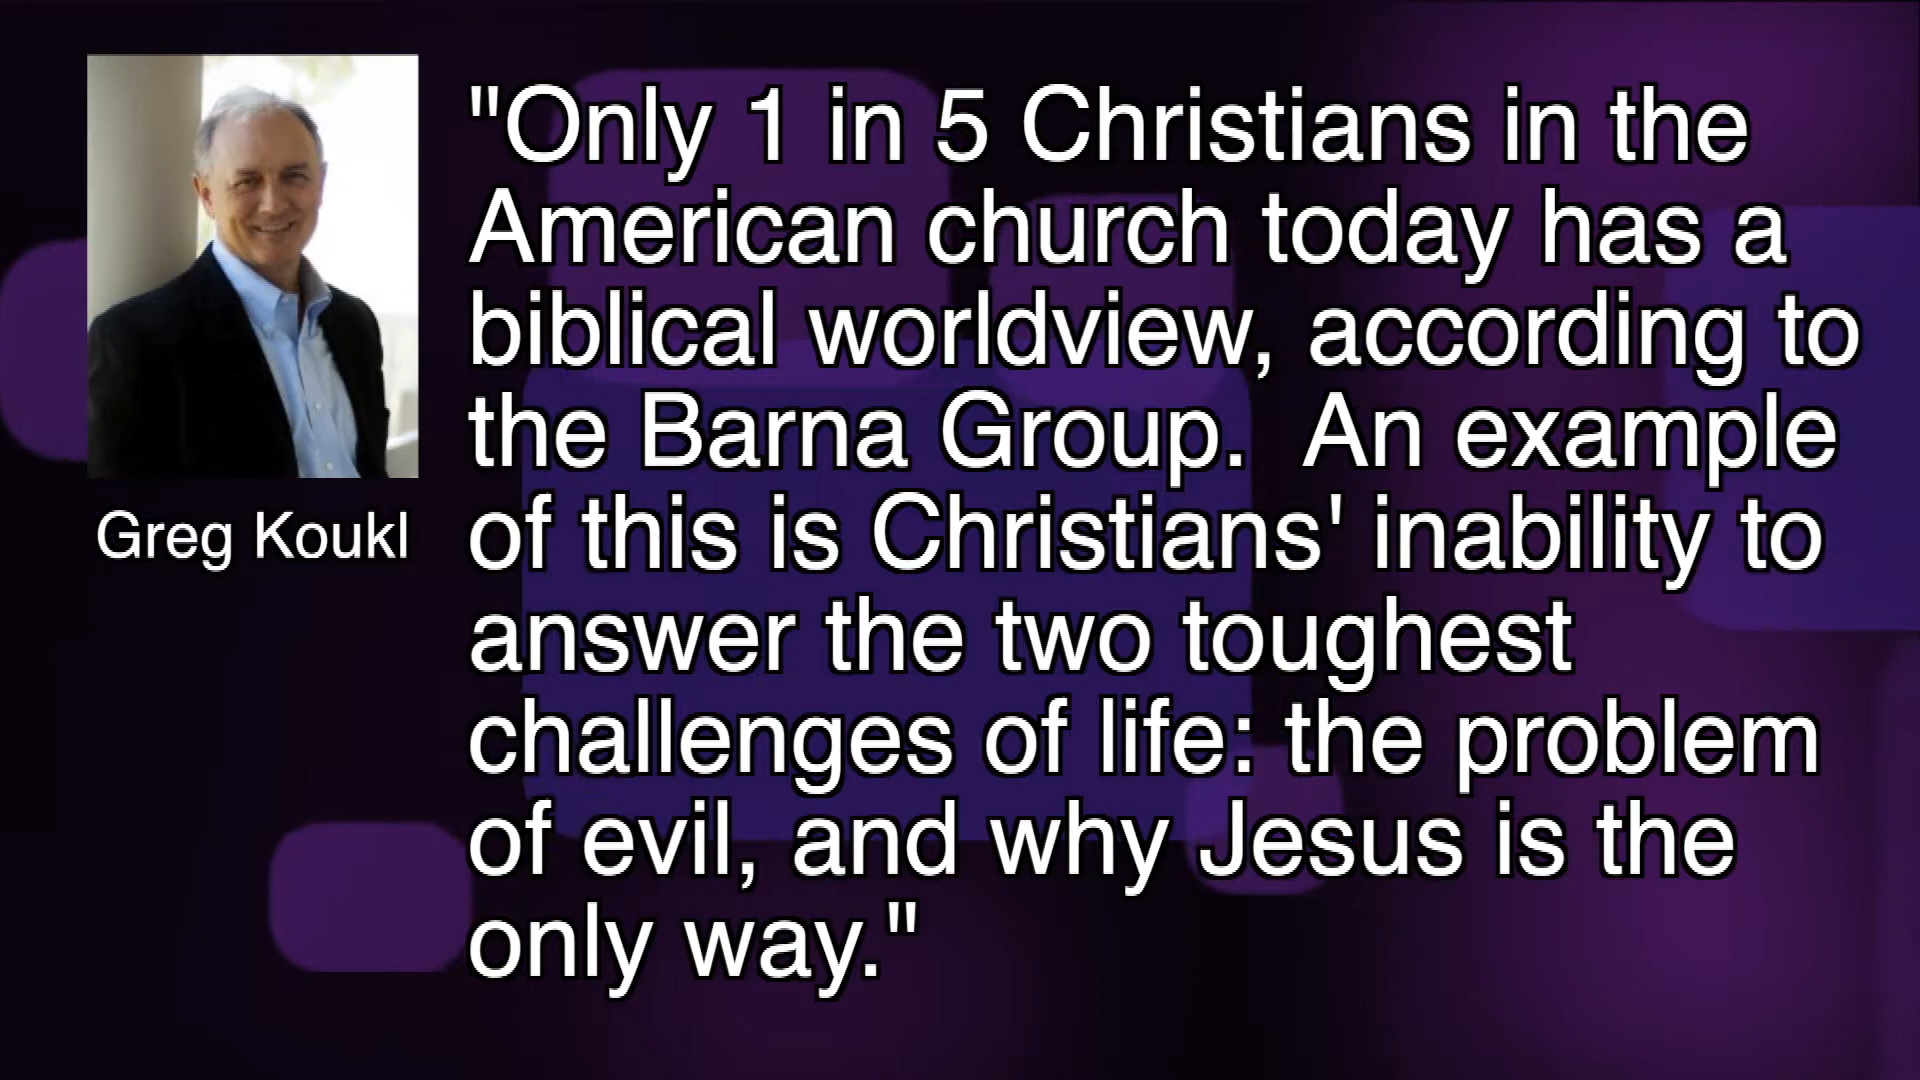 "Only 1 in 5 Christians in the
American church today has a
biblical worldview, according to
the Barna Group.  An example
of this is Christians' inability to
answer the two toughest
challenges of life: the problem
of evil, and why Jesus is the
only way."
Greg Koukl